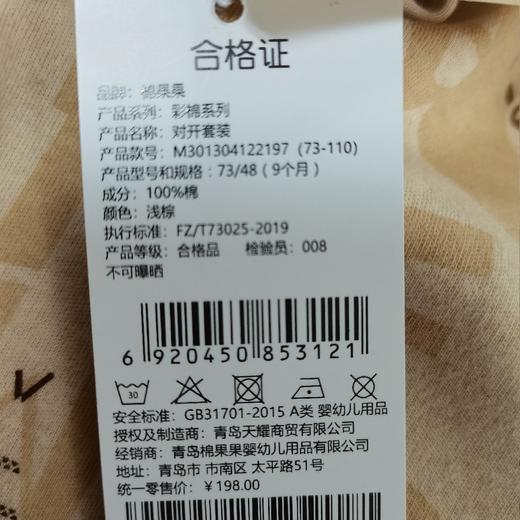 合格证
品牌：棉果果
产品系列：彩棉系列
产品名称：对开套装
产品款号：M301304122197（73-110）
产品型号和规格：73/48（9个月）
成分：100%棉
颜色：浅棕
执行标准：FZ/T73025-2019
产品等级：合格品 检验员：008
不可曝晒
6 920450 853121
30
安全标准：GB31701-2015 A类 婴幼儿用品
授权及制造商：青岛天耀商贸有限公司
经销商：青岛棉果果婴幼儿用品有限公司
地址：青岛市 市南区 太平路51号
统一零售价：￥198.00